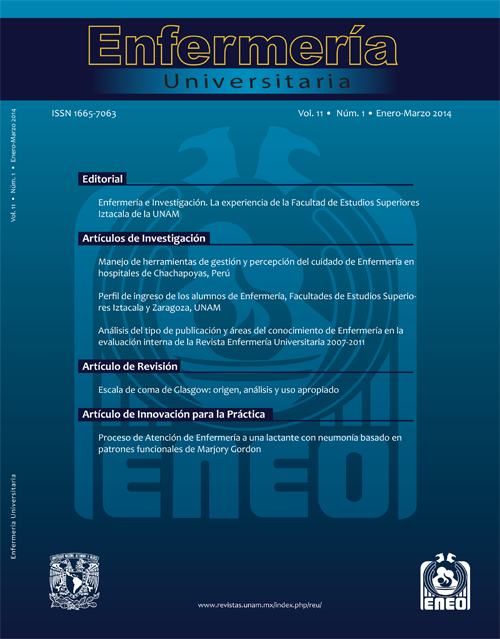 Enfermería
Universitaria
ISSN 1665-7063
Vol. 11 • Núm. 1 • Enero-Marzo 2014
Vol. 11 • Núm. 1 • Enero-Marzo 2014
Editorial
Enfermería e Investigación. La experiencia de la Facultad de Estudios Superiores
Iztacala de la UNAM
Artículos de Investigación
Manejo de herramientas de gestión y percepción del cuidado de Enfermería en
hospitales de Chachapoyas, Perú
Perfil de ingreso de los alumnos de Enfermería, Facultades de Estudios Superio-
res Iztacala y Zaragoza, UNAM
Análisis del tipo de publicación y áreas del conocimiento de Enfermería en la
evaluación interna de la Revista Enfermería Universitaria 2007-2011
Artículo de Revisión
Escala de coma de Glasgow: origen, análisis y uso apropiado
Artículo de Innovación para la Práctica
Proceso de Atención de Enfermería a una lactante con neumonía basado en
patrones funcionales de Marjory Gordon
ENEO
Enfermería Universitaria
www.revistas.unam.mx/index.php/reu/
ENEO